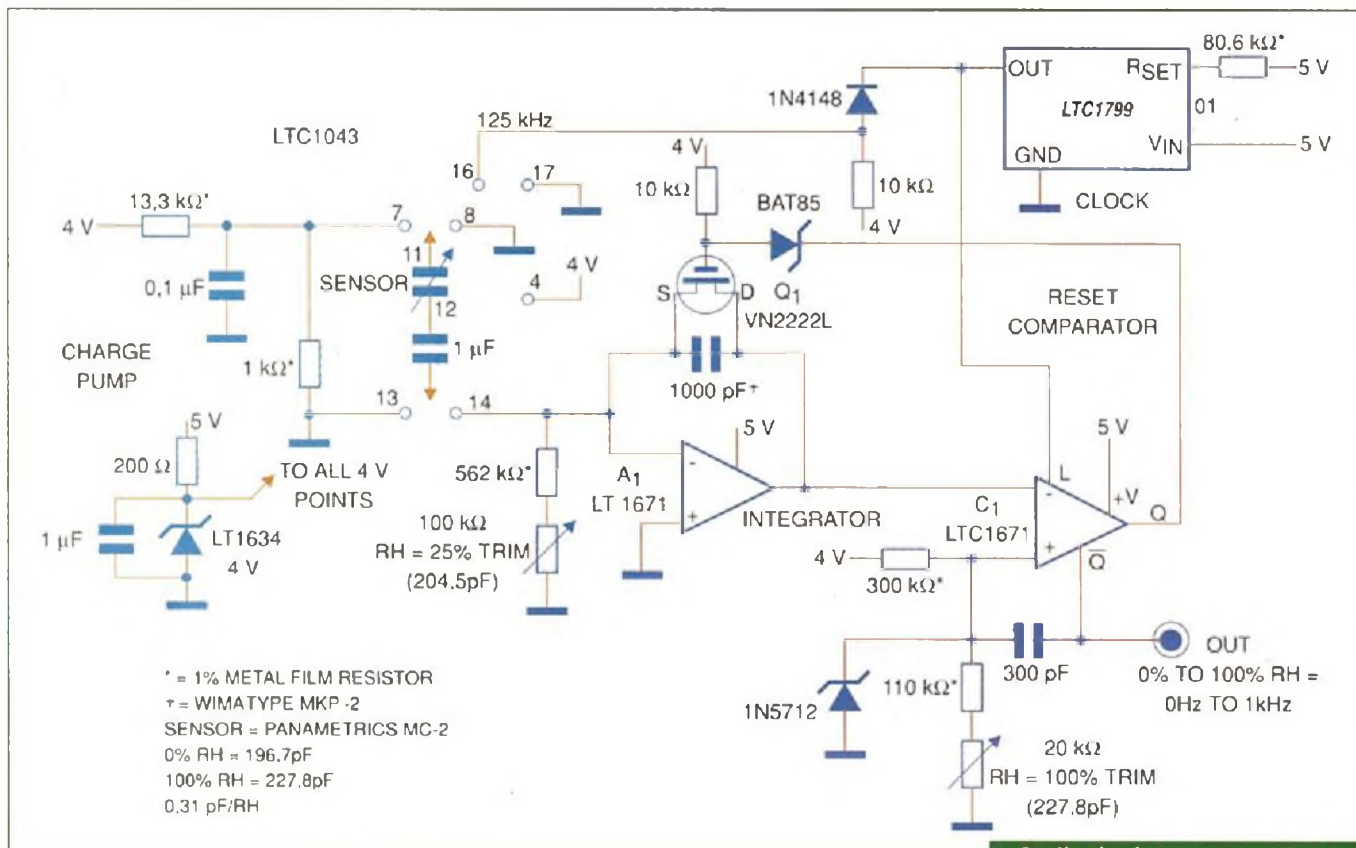 80.6 kΩ*
OUT
RSET
5 V
1N4148
LTC1799
01
LTC1043
125 kHz
VIN
5 V
4 V
GND
16
17
10 kΩ
10 kΩ
13,3 kΩ*
BAT85
CLOCK
4 V
4 V
7
8
11
4 V
SENSOR
4
S
D
Q1
RESET
COMPARATOR
0,1 µF
12
VN2222L
CHARGE
PUMP
1 µF
1 kΩ*
1000 pF†
13
14
5 V
5 V
5 V
L
200 Ω
TO ALL 4 V
POINTS
562 kΩ*
A1
LT 1671
-
+
INTEGRATOR
C1
LTC1671
-
+
+V
Q
Q̅
1 µF
LT1634
4 V
100 kΩ
RH = 25% TRIM
(204.5pF)
4 V
300 kΩ*
300 pF
OUT
0% TO 100% RH =
0Hz TO 1kHz
1N5712
110 kΩ*
20 kΩ
RH = 100% TRIM
(227.8pF)
* = 1% METAL FILM RESISTOR
† = WIMATYPE MKP -2
SENSOR = PANAMETRICS MC-2
0% RH = 196.7pF
100% RH = 227.8pF
0.31 pF/RH